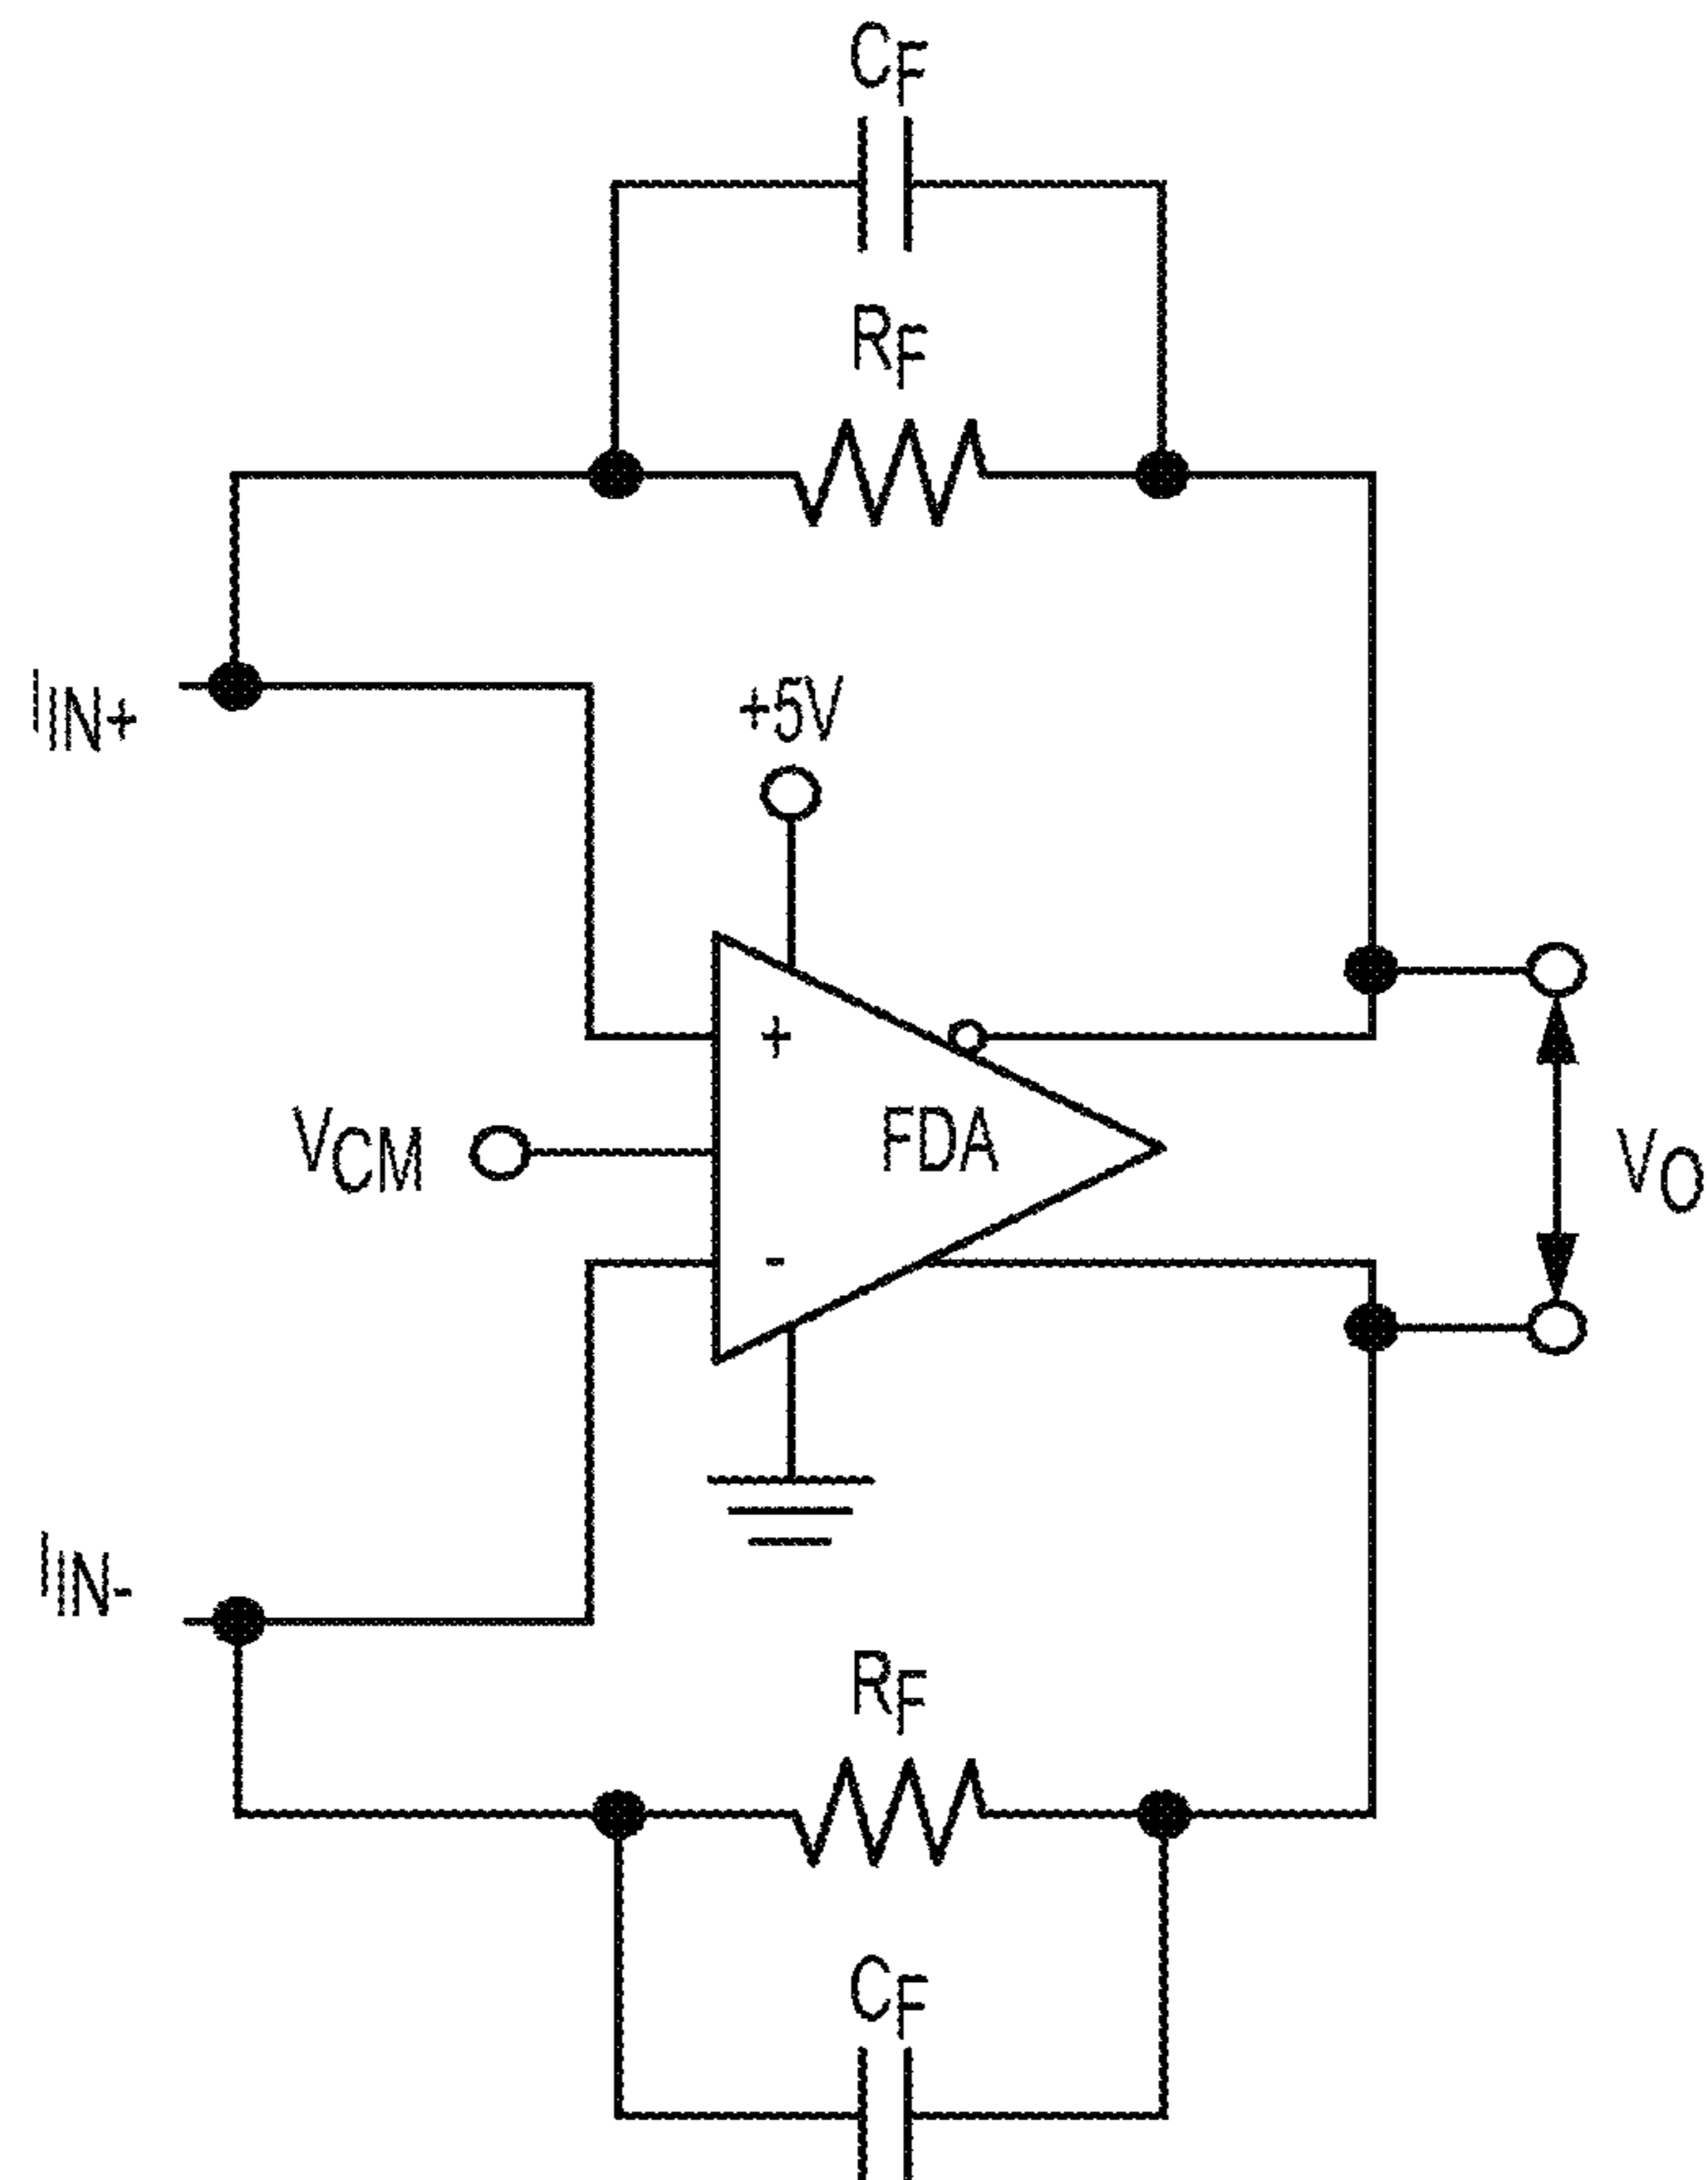 CF
RF
IIN+
+5V
+
VCM
FDA
VO
-
IIN-
RF
CF